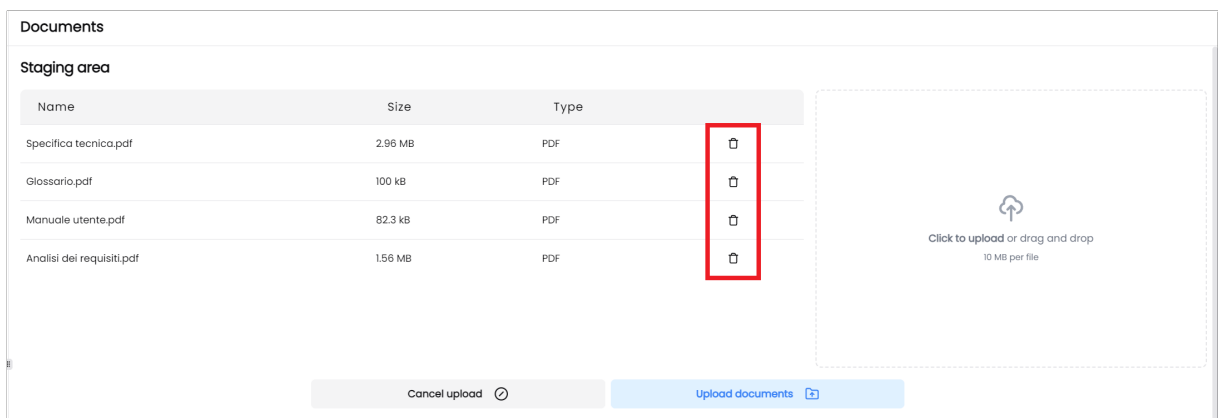 Documents
Staging area
Name Size Type
Specifica tecnica.pdf 2.96 MB PDF
Glossario.pdf 100 kB PDF
Manuale utente.pdf 82.3 kB PDF
Analisi dei requisiti.pdf 1.56 MB PDF
Click to upload or drag and drop
10 MB per file
Cancel upload
Upload documents